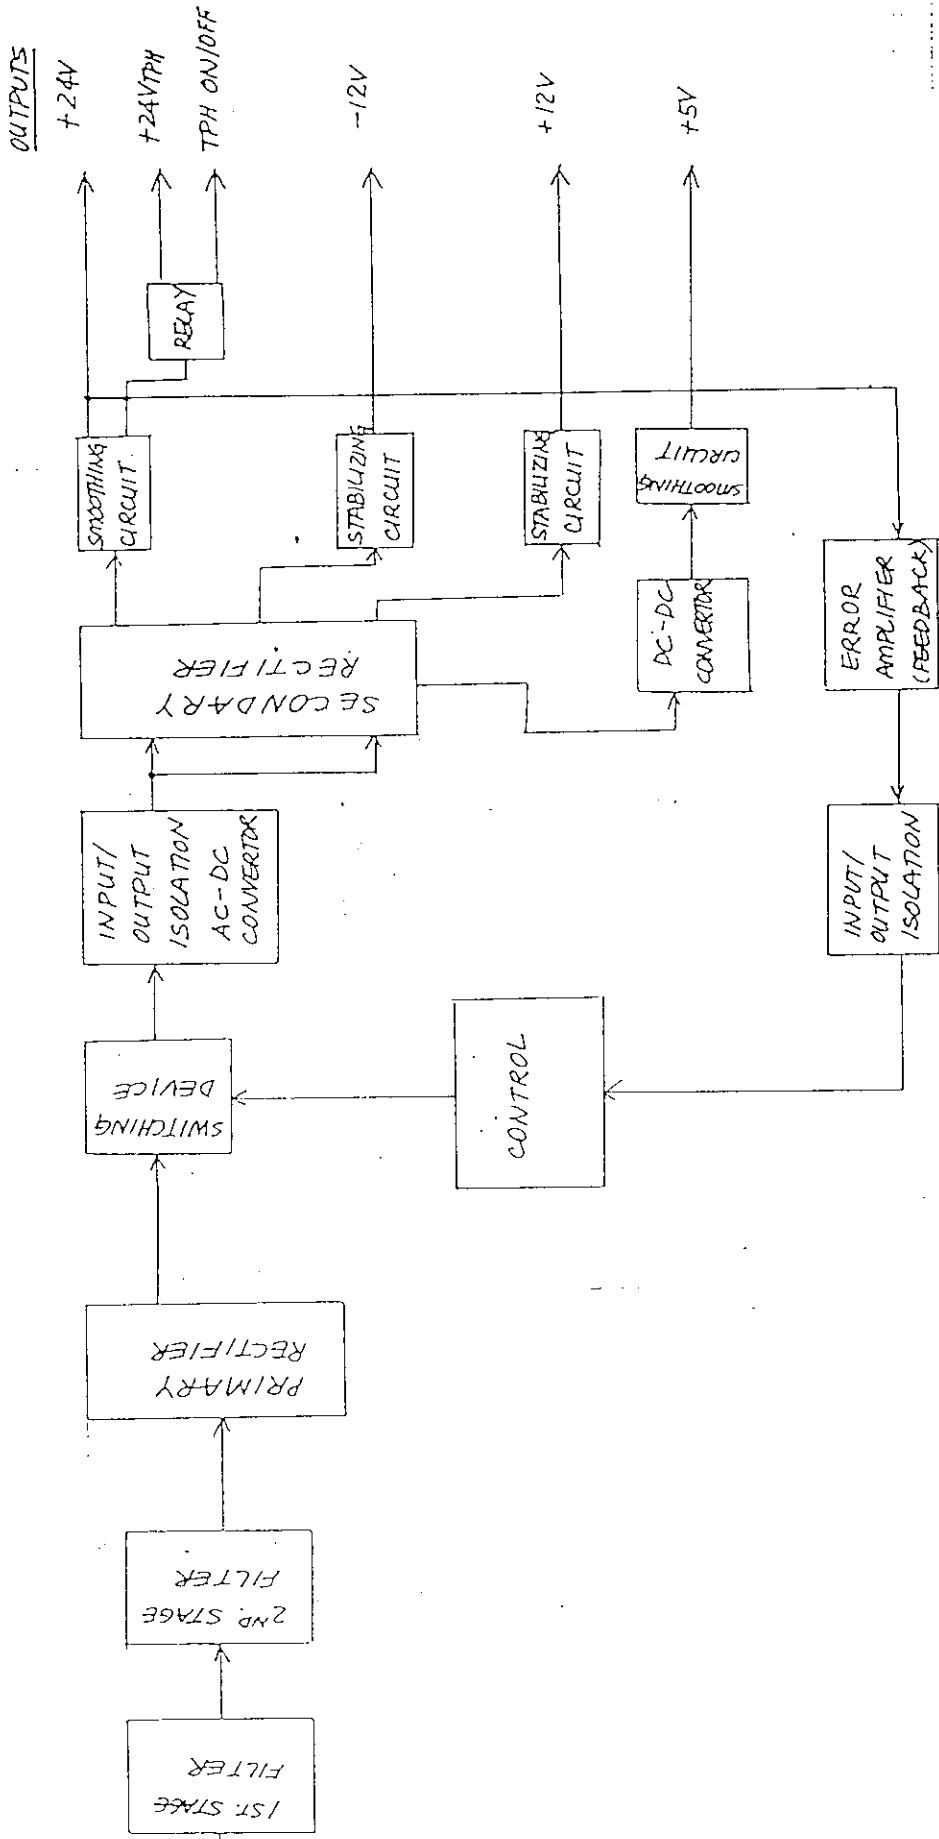 OUTPUTS
+24V
+24VTPH
TPH ON/OFF
-12V
+12V
+5V
RELAY
SMOOTHING
CIRCUIT.
STABILIZING
CIRCUIT
STABILIZING
CIRCUIT
SMOOTHING
CIRCUIT
SECONDARY
RECTIFIER
DC-DC
CONVERTOR
ERROR
AMPLIFIER
(FEEDBACK)
INPUT/
OUTPUT
ISOLATION
AC-DC
CONVERTOR
INPUT/
OUTPUT
ISOLATION
SWITCHING
DEVICE
CONTROL
PRIMARY
RECTIFIER
2ND. STAGE
FILTER
1ST. STAGE
FILTER